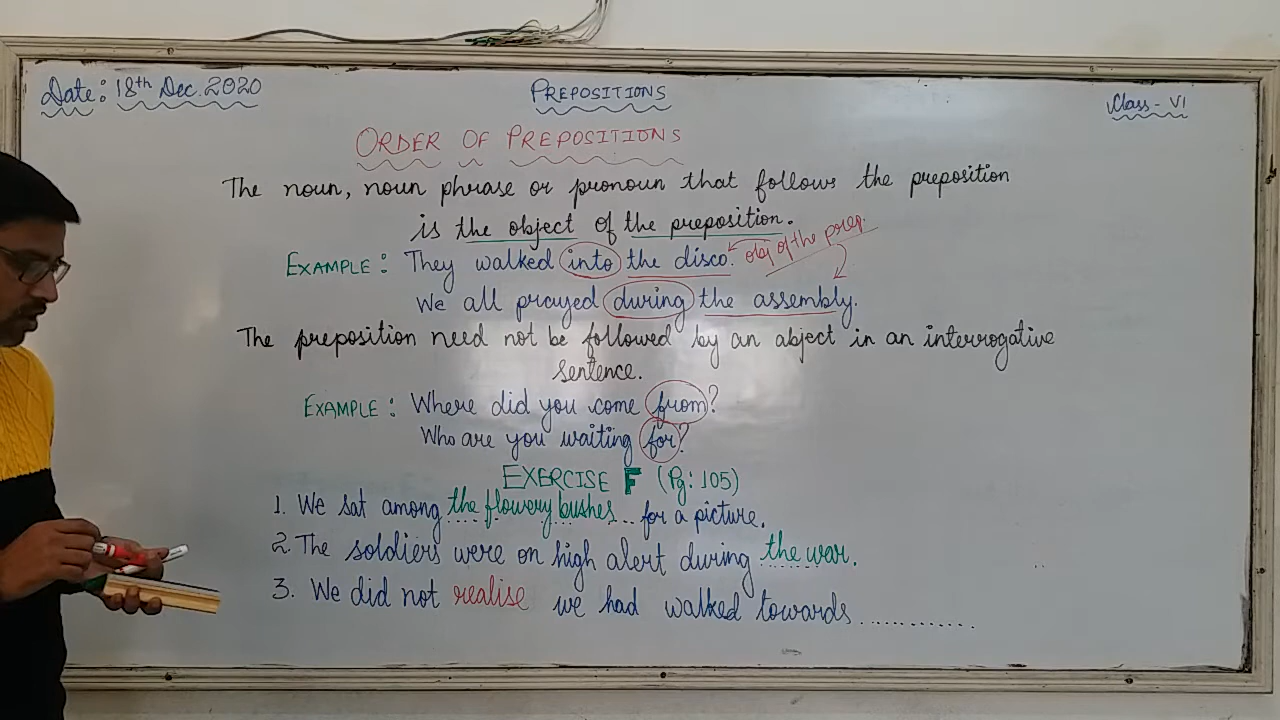 Date: 18th Dec. 2020
PREPOSITIONS
Class - VI
ORDER OF PREPOSITIONS
The noun, noun phrase or pronoun that follows the preposition
is the object of the preposition.
EXAMPLE: They walked into the disco. obj of the prep.
We all prayed during the assembly.
The preposition need not be followed by an abject in an interrogative
sentence.
EXAMPLE: Where did you come from?
Who are you waiting for?
EXERCISE F (Pg: 105)
1. We sat among the flowery bushes... for a picture.
2. The soldiers were on high alert during the war.
3. We did not realise we had walked towards ............